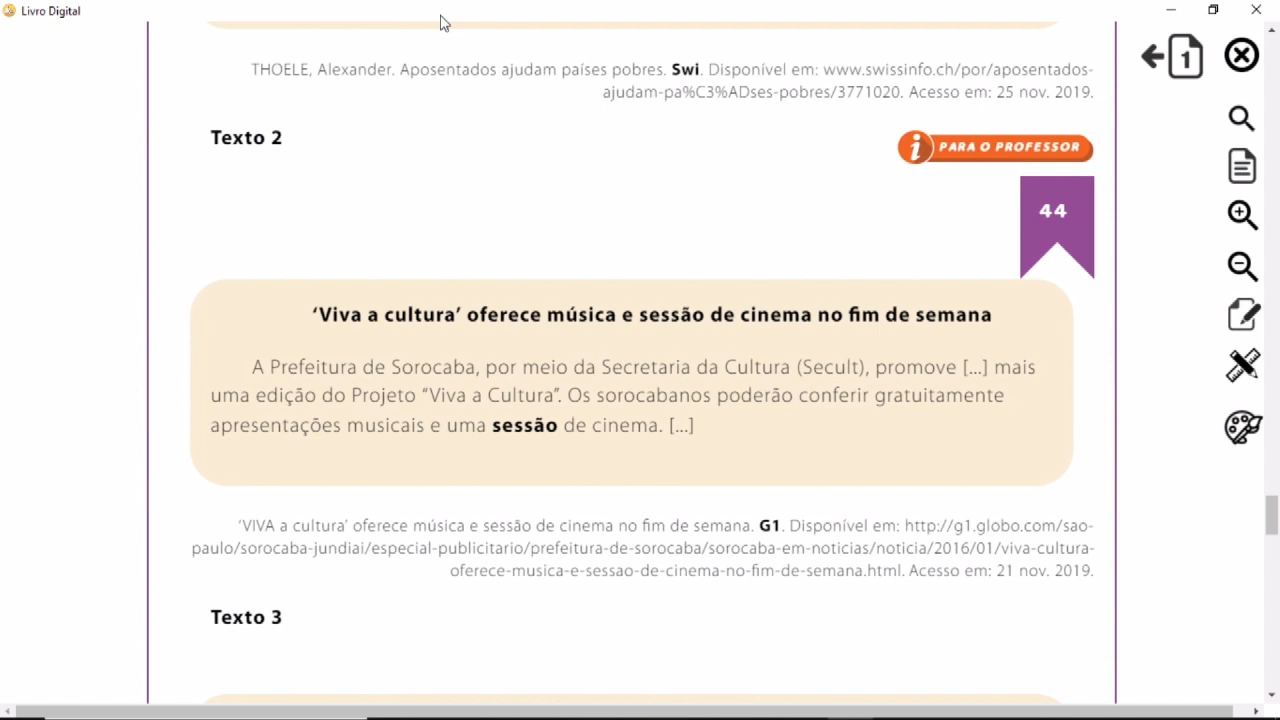 Livro Digital
THOELE, Alexander. Aposentados ajudam países pobres. Swi. Disponível em: www.swissinfo.ch/por/aposentados-
ajudam-pa%C3%ADses-pobres/3771020. Acesso em: 25 nov. 2019.
Texto 2
i PARA O PROFESSOR
1
44
‘Viva a cultura’ oferece música e sessão de cinema no fim de semana
A Prefeitura de Sorocaba, por meio da Secretaria da Cultura (Secult), promove [...] mais
uma edição do Projeto “Viva a Cultura”. Os sorocabanos poderão conferir gratuitamente
apresentações musicais e uma sessão de cinema. [...]
‘VIVA a cultura’ oferece música e sessão de cinema no fim de semana. G1. Disponível em: http://g1.globo.com/sao-
paulo/sorocaba-jundiai/especial-publicitario/prefeitura-de-sorocaba/sorocaba-em-noticias/noticia/2016/01/viva-cultura-
oferece-musica-e-sessao-de-cinema-no-fim-de-semana.html. Acesso em: 21 nov. 2019.
Texto 3